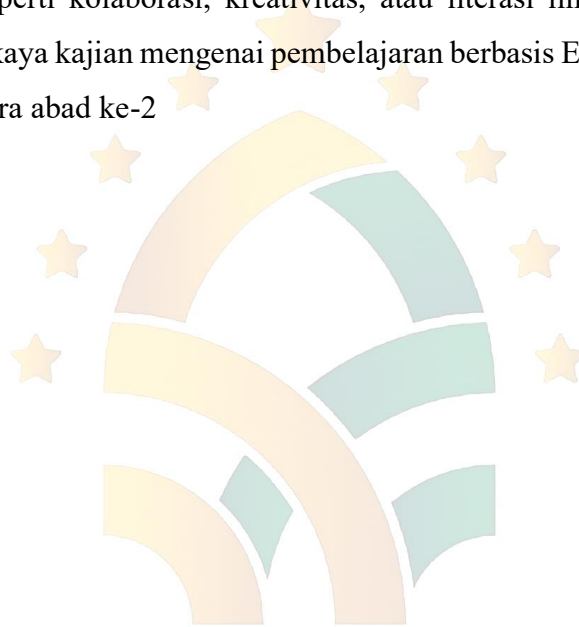 perti kolaborasi, kreativitas, atau literasi
kaya kajian mengenai pembelajaran berbasis E
ra abad ke-2